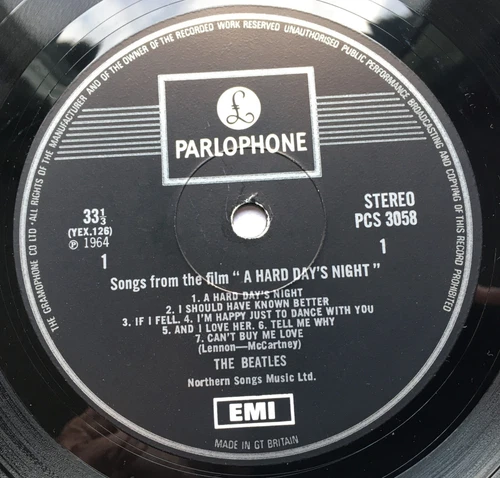 THE GRAMOPHONE CO LTD · ALL RIGHTS OF THE MANUFACTURER AND OF THE OWNER OF THE RECORDED WORK RESERVED UNAUTHORISED PUBLIC PERFORMANCE BROADCASTING AND COPYING OF THIS RECORD PROHIBITED
£
PARLOPHONE
33⅓
(YEX.126)
℗ 1964
1
STEREO
PCS 3058
1
Songs from the film “A HARD DAY'S NIGHT”
1. A HARD DAY'S NIGHT
2. I SHOULD HAVE KNOWN BETTER
3. IF I FELL. 4. I'M HAPPY JUST TO DANCE WITH YOU
5. AND I LOVE HER. 6. TELL ME WHY
7. CAN'T BUY ME LOVE
(Lennon—McCartney)
THE BEATLES
Northern Songs Music Ltd.
EMI
MADE IN GT BRITAIN